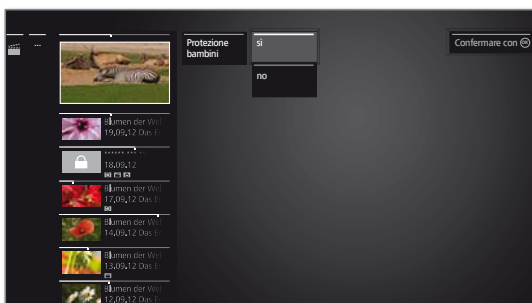 ...
Protezione
bambini
si
no
Confermare con OK
Blumen der Wel
19.09.12 Das E
•••••• ••• ••
18.09.12
Blumen der Wel
17.09.12 Das E
Blumen der Wel
14.09.12 Das E
Blumen der Wel
13.09.12 Das E
Blumen der Wel
12.09.12 Das E